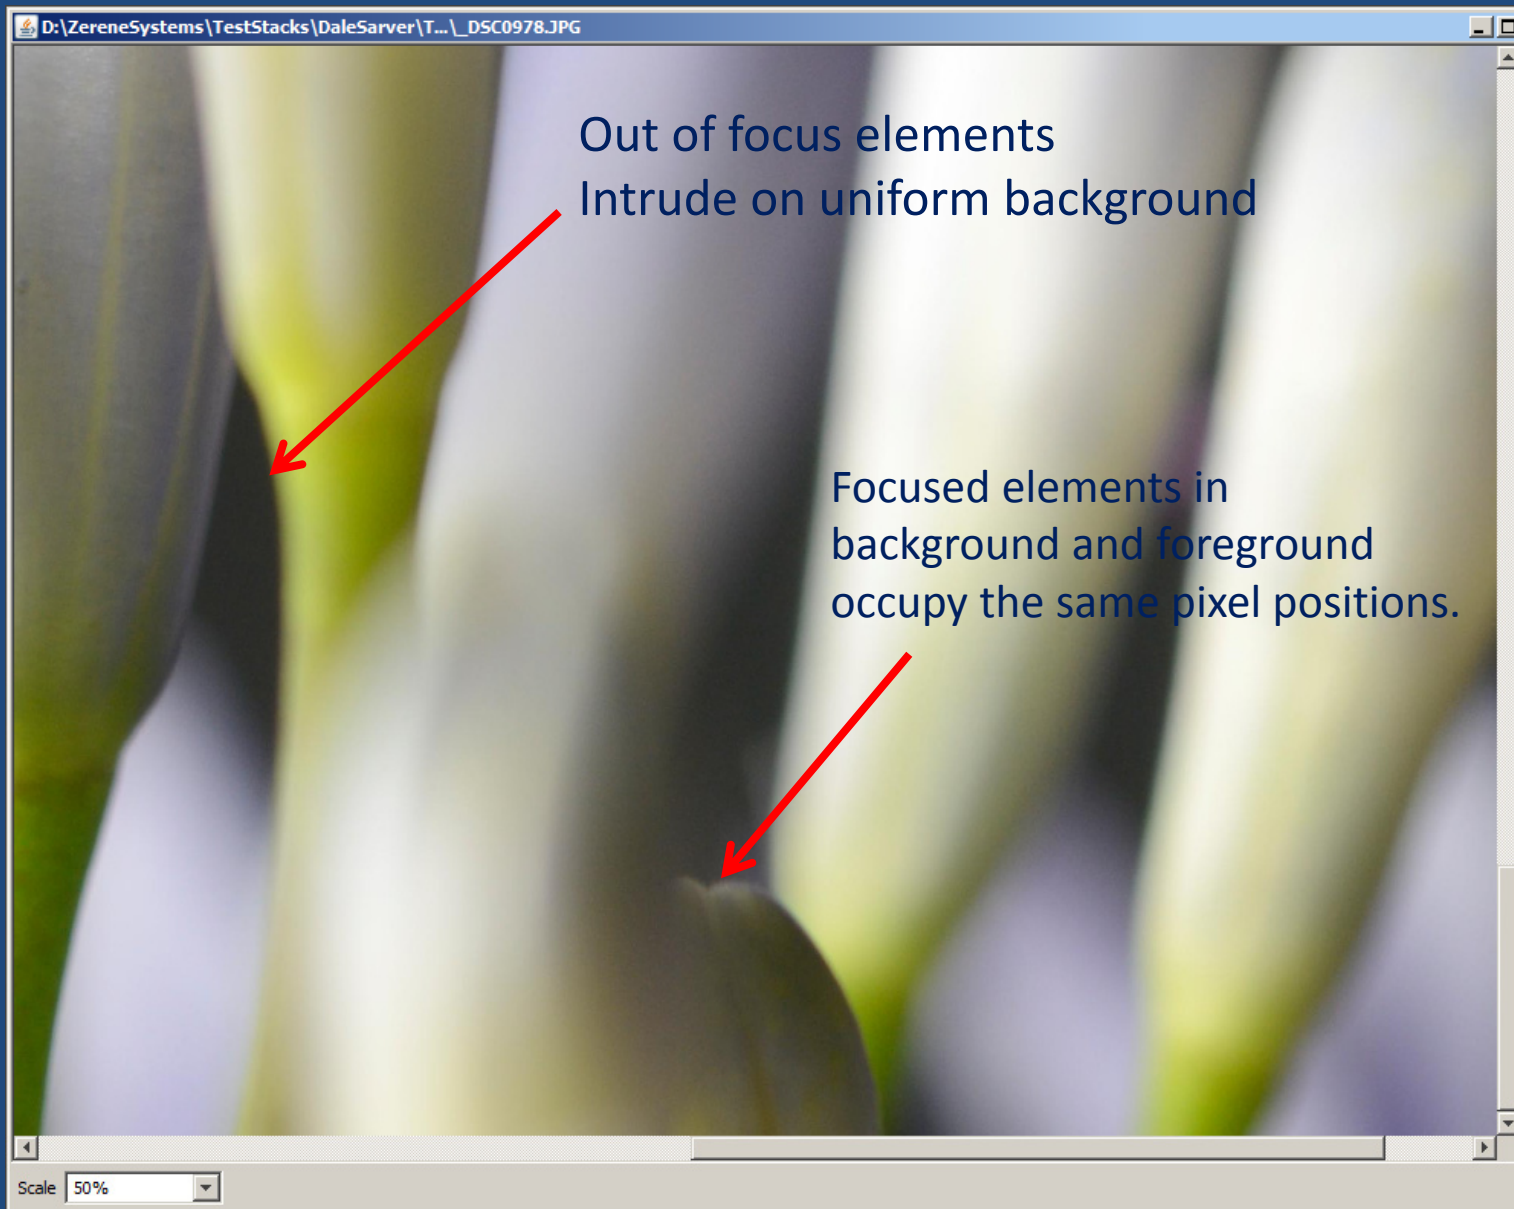 D:\ZereneSystems\TestStacks\DaleSarver\T...\_DSC0978.JPG
Out of focus elements
Intrude on uniform background
Focused elements in
background and foreground
occupy the same pixel positions.
Scale 50%